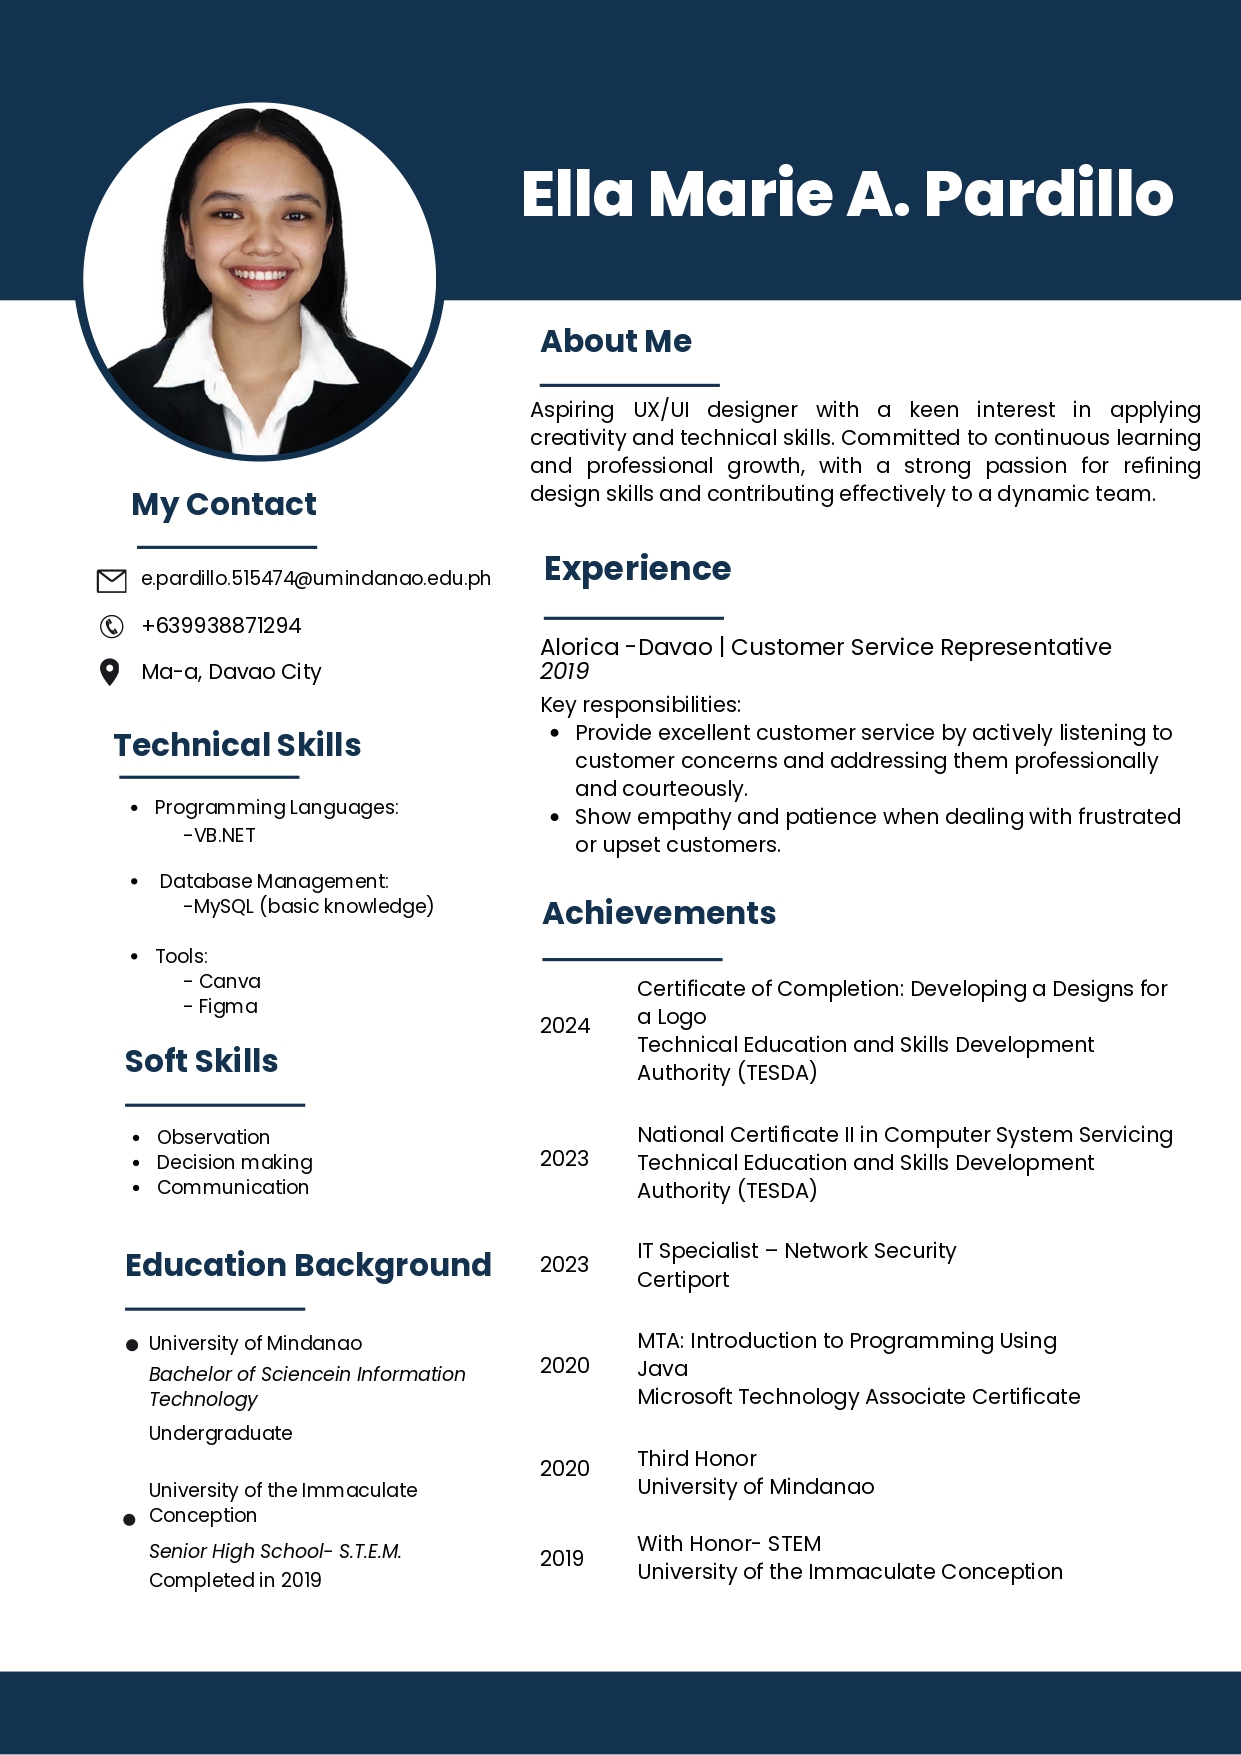 Ella Marie A. Pardillo
My Contact
e.pardillo.515474@umindanao.edu.ph
+639938871294
Ma-a, Davao City
Technical Skills
• Programming Languages:
-VB.NET
• Database Management:
-MySQL (basic knowledge)
• Tools:
- Canva
- Figma
Soft Skills
• Observation
• Decision making
• Communication
Education Background
• University of Mindanao
Bachelor of Sciencein Information
Technology
Undergraduate
University of the Immaculate
• Conception
Senior High School- S.T.E.M.
Completed in 2019
About Me
Aspiring UX/UI designer with a keen interest in applying
creativity and technical skills. Committed to continuous learning
and professional growth, with a strong passion for refining
design skills and contributing effectively to a dynamic team.
Experience
Alorica -Davao | Customer Service Representative
2019
Key responsibilities:
• Provide excellent customer service by actively listening to
customer concerns and addressing them professionally
and courteously.
• Show empathy and patience when dealing with frustrated
or upset customers.
Achievements
2024
Certificate of Completion: Developing a Designs for
a Logo
Technical Education and Skills Development
Authority (TESDA)
2023
National Certificate II in Computer System Servicing
Technical Education and Skills Development
Authority (TESDA)
2023
IT Specialist – Network Security
Certiport
2020
MTA: Introduction to Programming Using
Java
Microsoft Technology Associate Certificate
2020
Third Honor
University of Mindanao
2019
With Honor- STEM
University of the Immaculate Conception